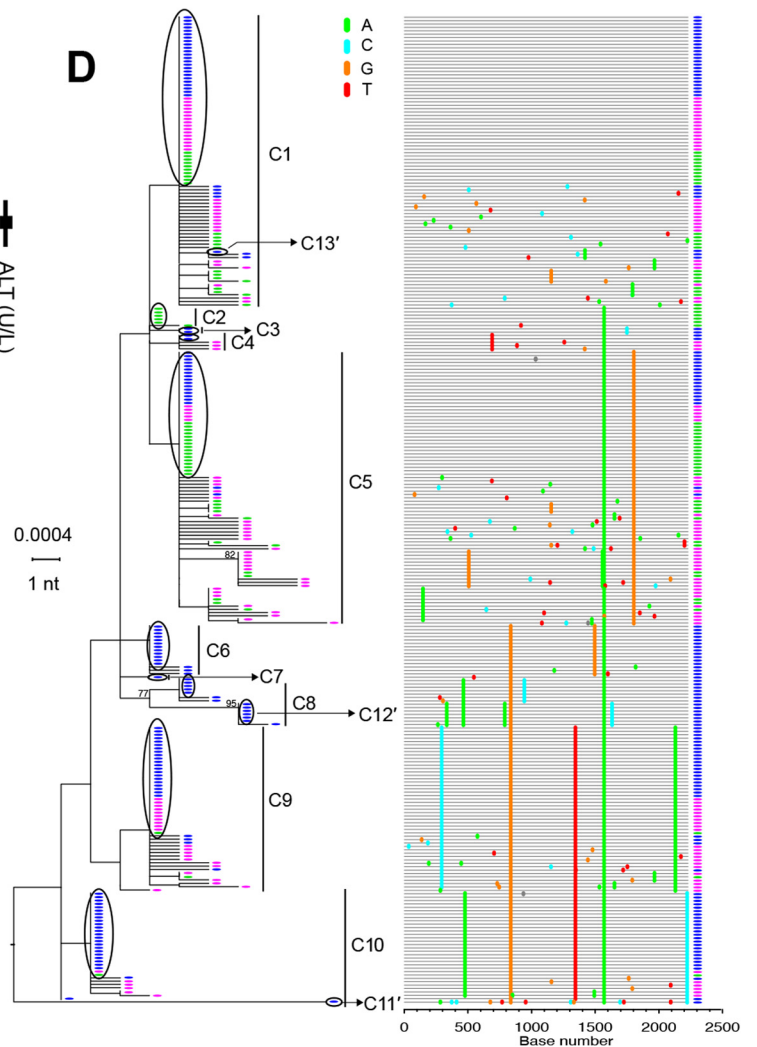 D
A
C
G
T
C1
C13′
ALT (U/L)
C2
C3
C4
C5
0.0004
1 nt
82
C6
C7
77
95
C8
C12′
C9
C10
C11′
0 500 1000 1500 2000 2500
Base number